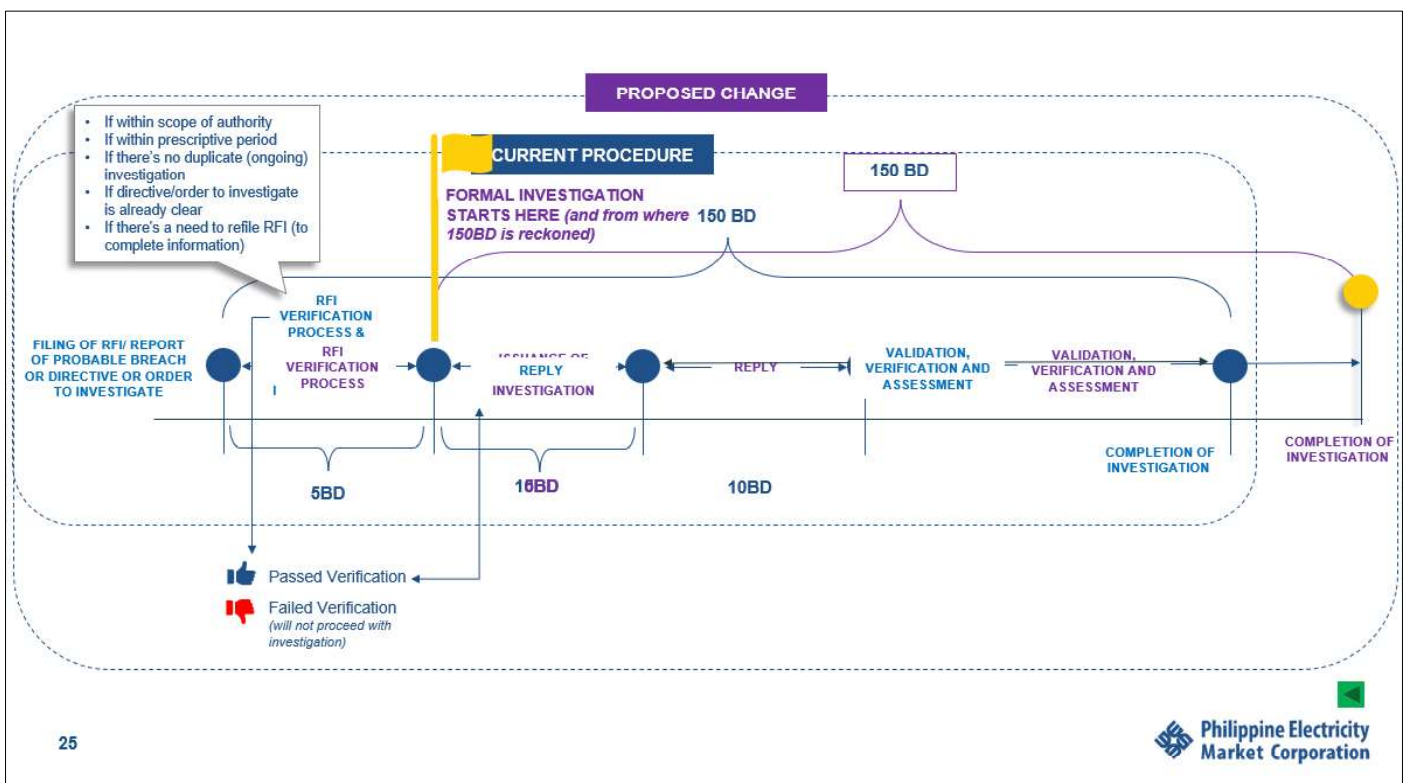 PROPOSED CHANGE
• If within scope of authority
• If within prescriptive period
• If there's no duplicate (ongoing)
investigation
• If directive/order to investigate
is already clear
• If there's a need to refile RFI (to
complete information)
CURRENT PROCEDURE
150 BD
FORMAL INVESTIGATION
STARTS HERE (and from where
150BD is reckoned)
150 BD
FILING OF RFI/ REPORT
OF PROBABLE BREACH
OR DIRECTIVE OR ORDER
TO INVESTIGATE
RFI
VERIFICATION
PROCESS &
RFI
VERIFICATION
PROCESS
ISSUANCE OF
REPLY
INVESTIGATION
REPLY
VALIDATION,
VERIFICATION AND
ASSESSMENT
VALIDATION,
VERIFICATION AND
ASSESSMENT
COMPLETION OF
INVESTIGATION
COMPLETION OF
INVESTIGATION
5BD
10BD
Passed Verification
Failed Verification
(will not proceed with
investigation)
25
Philippine Electricity
Market Corporation